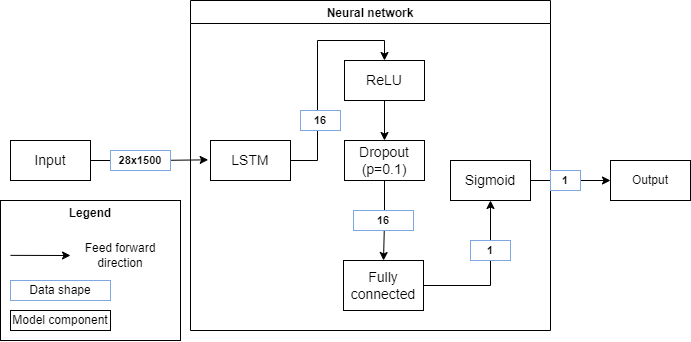 Neural network
Input
28x1500
LSTM
16
ReLU
Dropout
(p=0.1)
16
Fully
connected
1
Sigmoid
1
Output
Legend
Feed forward
direction
Data shape
Model component